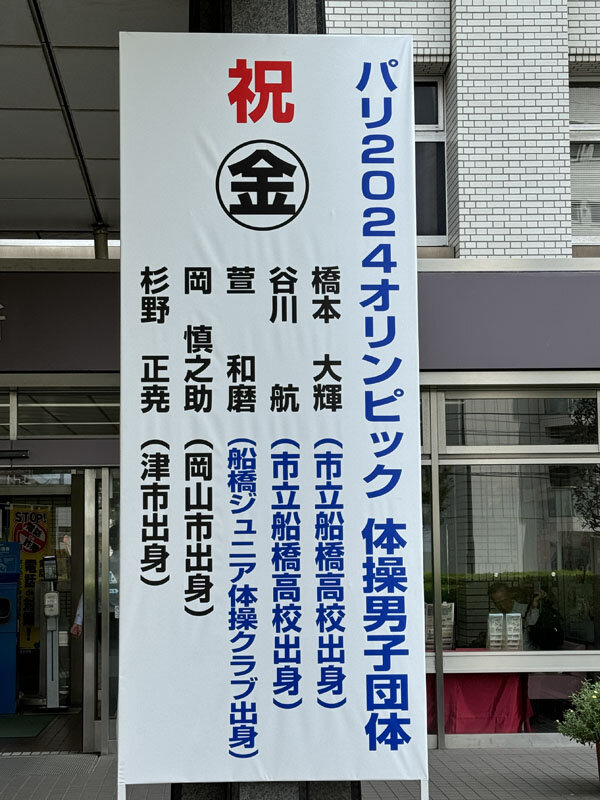 パリ2024オリンピック 体操男子団体
祝
金
橋本 大輝(市立船橋高校出身)
谷川 航(市立船橋高校出身)
萱 和磨(船橋ジュニア体操クラブ出身)
岡 慎之助(岡山市出身)
杉野 正尭(津市出身)
STOP!